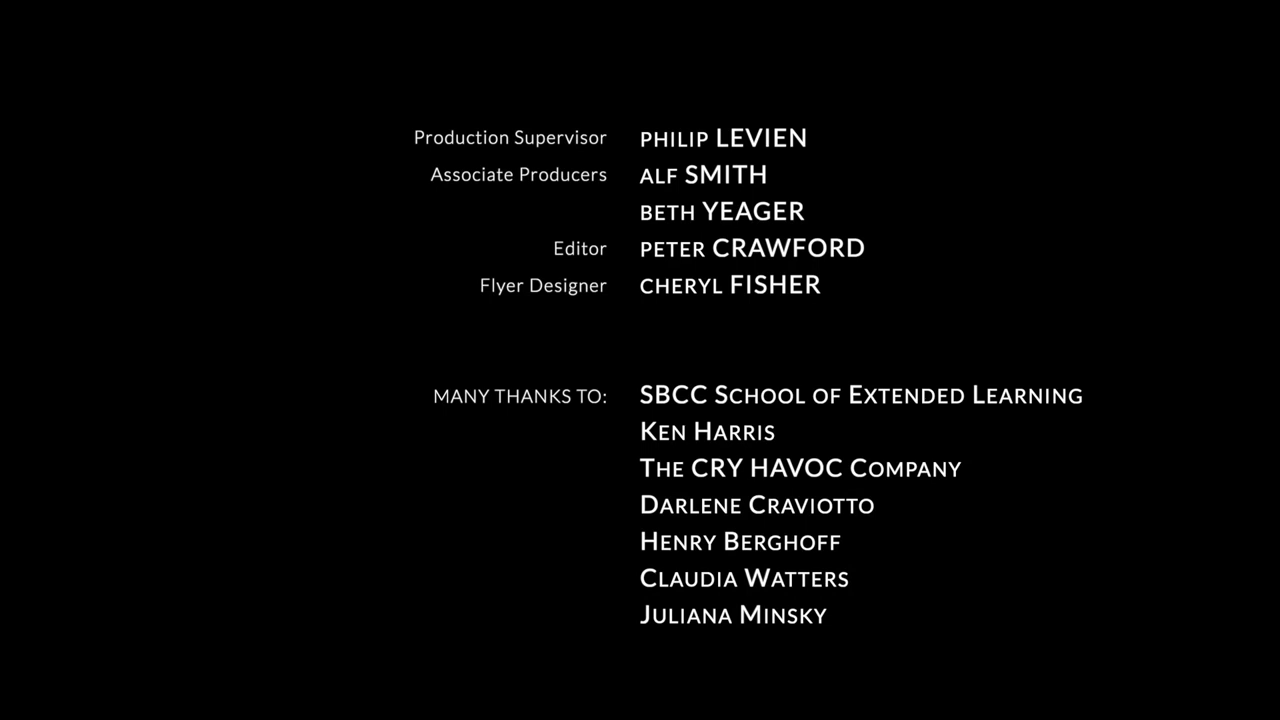 Production Supervisor PHILIP LEVIEN
Associate Producers ALF SMITH
BETH YEAGER
Editor PETER CRAWFORD
Flyer Designer CHERYL FISHER
MANY THANKS TO: SBCC SCHOOL OF EXTENDED LEARNING
KEN HARRIS
THE CRY HAVOC COMPANY
DARLENE CRAVIOTTO
HENRY BERGHOFF
CLAUDIA WATTERS
JULIANA MINSKY